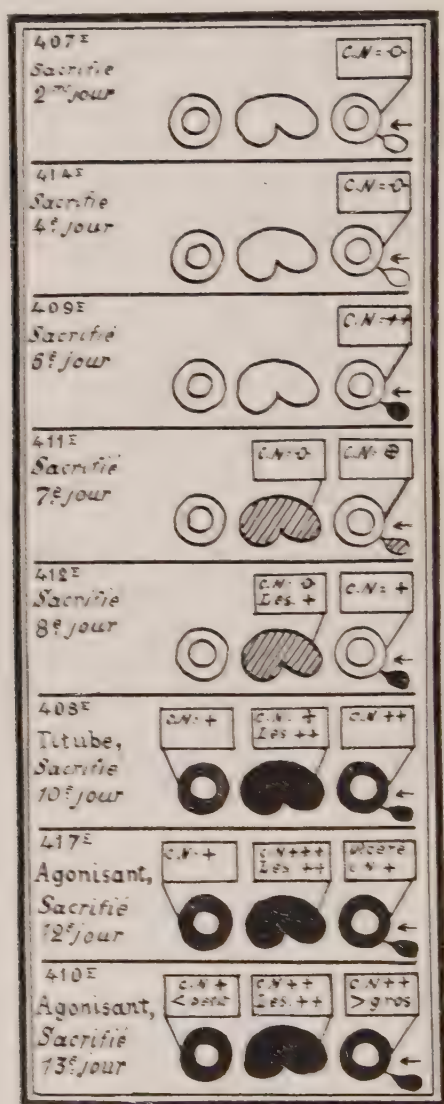 407ᴱ
Sacrifié
2ᵐᵉ jour
C.N=-0-
414ᴱ
Sacrifié
4ᵉ jour
C.N=-0-
409ᴱ
Sacrifié
6ᵉ jour
C.N=++
411ᴱ
Sacrifié
7ᵉ jour
C.N=-0-
C.N=⊕
412ᴱ
Sacrifié
8ᵉ jour
C.N=-0-
Les. +
C.N= +
408ᴱ
Titube,
Sacrifié
10ᵉ jour
C.N= +
C.N=
Les ++
C.N ++
417ᴱ
Agonisant,
Sacrifié
12ᵉ jour
C.N= +
C.N +++
Les. ++
Ulcéré
C.N +
410ᴱ
Agonisant,
Sacrifié
13ᵉ jour
C.N +
< petit
C.N ++
Les. ++
C.N ++
> gros